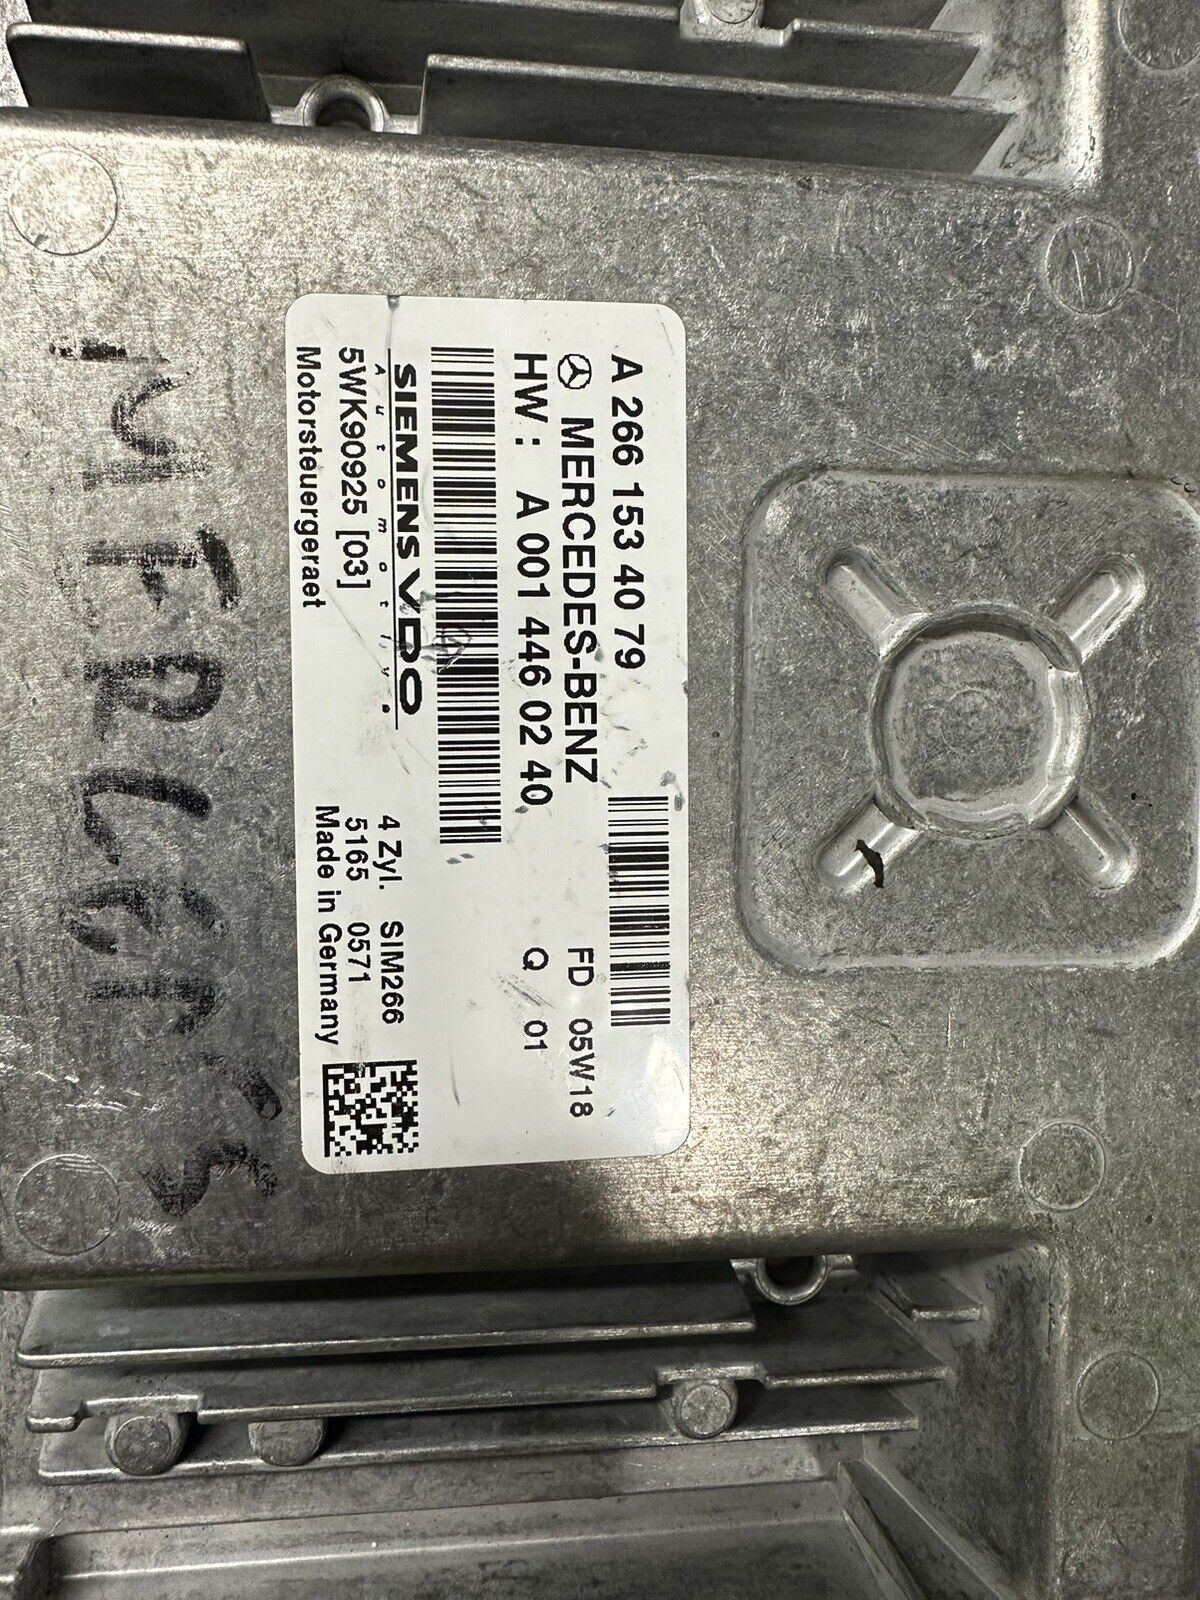 A 266 153 40 79
MERCEDES-BENZ
FD 05W18
HW: A 001 446 02 40
Q 01
SIEMENS VDO
Automotive
4 Zyl. SIM266
5WK90925 [03]
5165 0571
Motorsteuergeraet
Made in Germany